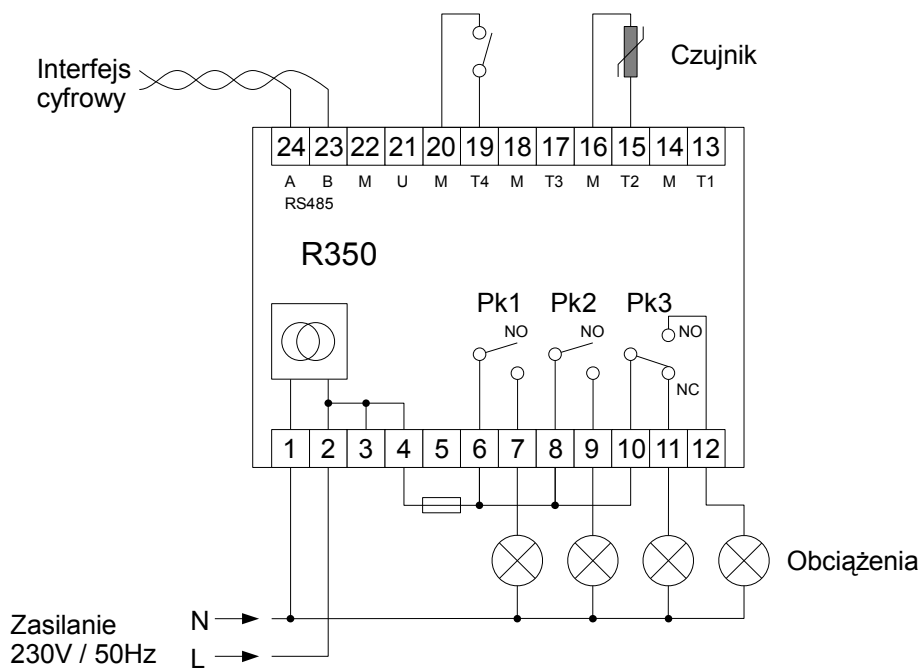 Interfejs
cyfrowy
Czujnik
24 23 22 21 20 19 18 17 16 15 14 13
A B M U M T4 M T3 M T2 M T1
RS485
R350
Pk1 Pk2 Pk3
NO NO NO
NC
1 2 3 4 5 6 7 8 9 10 11 12
Obciążenia
Zasilanie
230V / 50Hz
N
L